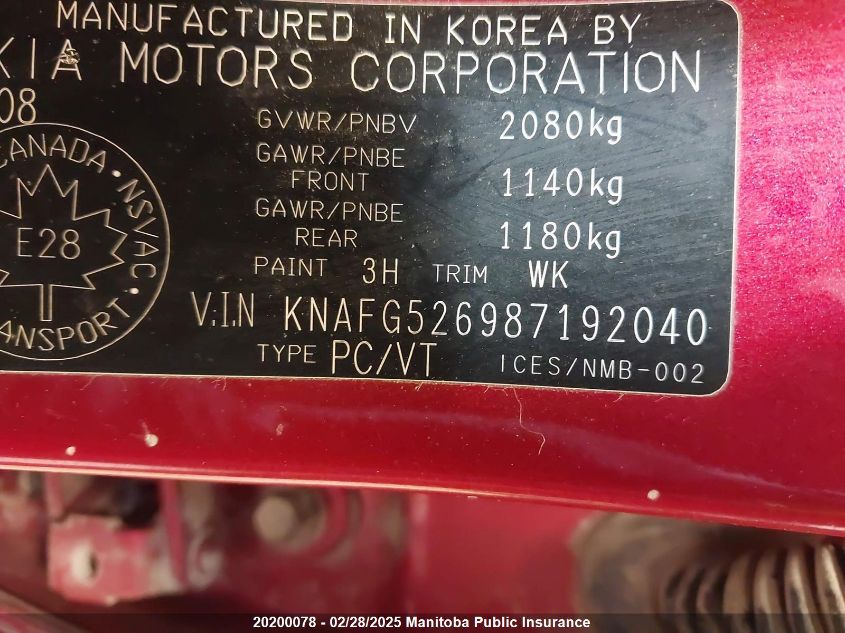 MANUFACTURED IN KOREA BY
KIA MOTORS CORPORATION
08
GVWR/PNBV 2080kg
GAWR/PNBE
FRONT 1140kg
GAWR/PNBE
REAR 1180kg
PAINT 3H TRIM WK
V.I.N KNAFG526987192040
TYPE PC/VT ICES/NMB-002
CANADA NSVAC
E28
TRANSPORT
20200078 - 02/28/2025 Manitoba Public Insurance